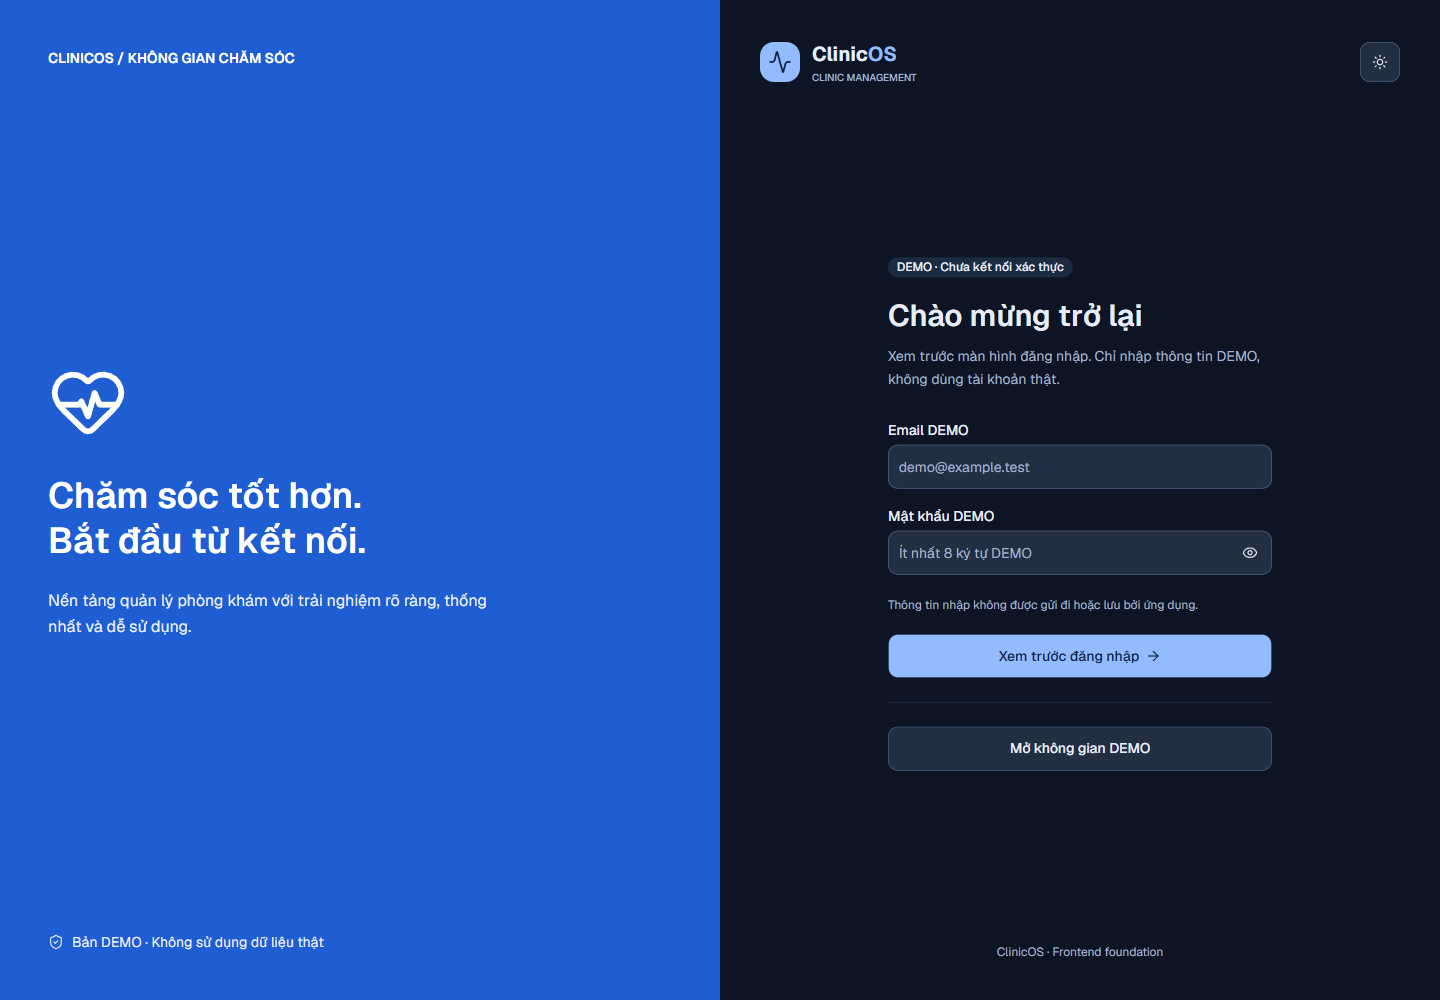 CLINICOS / KHÔNG GIAN CHĂM SÓC
Chăm sóc tốt hơn.
Bắt đầu từ kết nối.
Nền tảng quản lý phòng khám với trải nghiệm rõ ràng, thống
nhất và dễ sử dụng.
Bản DEMO · Không sử dụng dữ liệu thật
ClinicOS
CLINIC MANAGEMENT
DEMO · Chưa kết nối xác thực
Chào mừng trở lại
Xem trước màn hình đăng nhập. Chỉ nhập thông tin DEMO,
không dùng tài khoản thật.
Email DEMO
demo@example.test
Mật khẩu DEMO
Ít nhất 8 ký tự DEMO
Thông tin nhập không được gửi đi hoặc lưu bởi ứng dụng.
Xem trước đăng nhập →
Mở không gian DEMO
ClinicOS · Frontend foundation